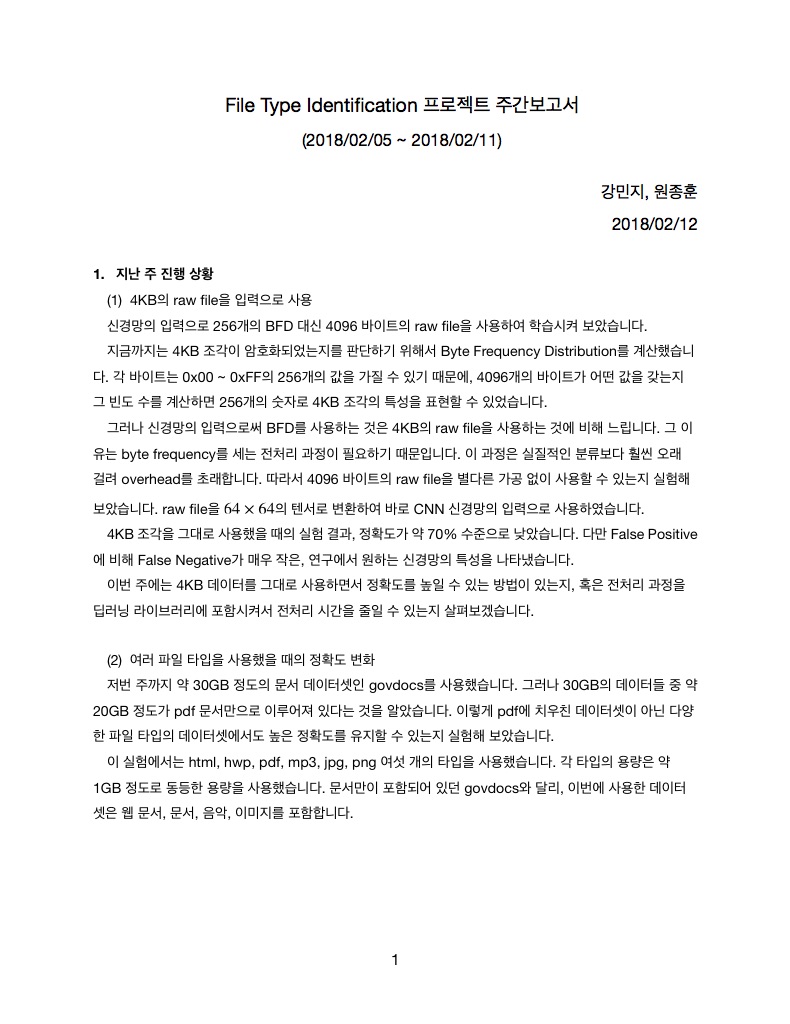 File Type Identification 프로젝트 주간보고서
(2018/02/05 ~ 2018/02/11)
강민지, 원종훈
2018/02/12
1. 지난 주 진행 상황
(1) 4KB의 raw file을 입력으로 사용
신경망의 입력으로 256개의 BFD 대신 4096 바이트의 raw file을 사용하여 학습시켜 보았습니다.
지금까지는 4KB 조각이 암호화되었는지를 판단하기 위해서 Byte Frequency Distribution를 계산했습니
다. 각 바이트는 0x00 ~ 0xFF의 256개의 값을 가질 수 있기 때문에, 4096개의 바이트가 어떤 값을 갖는지
그 빈도 수를 계산하면 256개의 숫자로 4KB 조각의 특성을 표현할 수 있었습니다.
그러나 신경망의 입력으로써 BFD를 사용하는 것은 4KB의 raw file을 사용하는 것에 비해 느립니다. 그 이
유는 byte frequency를 세는 전처리 과정이 필요하기 때문입니다. 이 과정은 실질적인 분류보다 훨씬 오래
걸려 overhead를 초래합니다. 따라서 4096 바이트의 raw file을 별다른 가공 없이 사용할 수 있는지 실험해
보았습니다. raw file을 64 × 64의 텐서로 변환하여 바로 CNN 신경망의 입력으로 사용하였습니다.
4KB 조각을 그대로 사용했을 때의 실험 결과, 정확도가 약 70% 수준으로 낮았습니다. 다만 False Positive
에 비해 False Negative가 매우 작은, 연구에서 원하는 신경망의 특성을 나타냈습니다.
이번 주에는 4KB 데이터를 그대로 사용하면서 정확도를 높일 수 있는 방법이 있는지, 혹은 전처리 과정을
딥러닝 라이브러리에 포함시켜서 전처리 시간을 줄일 수 있는지 살펴보겠습니다.
(2) 여러 파일 타입을 사용했을 때의 정확도 변화
저번 주까지 약 30GB 정도의 문서 데이터셋인 govdocs를 사용했습니다. 그러나 30GB의 데이터들 중 약
20GB 정도가 pdf 문서만으로 이루어져 있다는 것을 알았습니다. 이렇게 pdf에 치우친 데이터셋이 아닌 다양
한 파일 타입의 데이터셋에서도 높은 정확도를 유지할 수 있는지 실험해 보았습니다.
이 실험에서는 html, hwp, pdf, mp3, jpg, png 여섯 개의 타입을 사용했습니다. 각 타입의 용량은 약
1GB 정도로 동등한 용량을 사용했습니다. 문서만이 포함되어 있던 govdocs와 달리, 이번에 사용한 데이터
셋은 웹 문서, 문서, 음악, 이미지를 포함합니다.
1